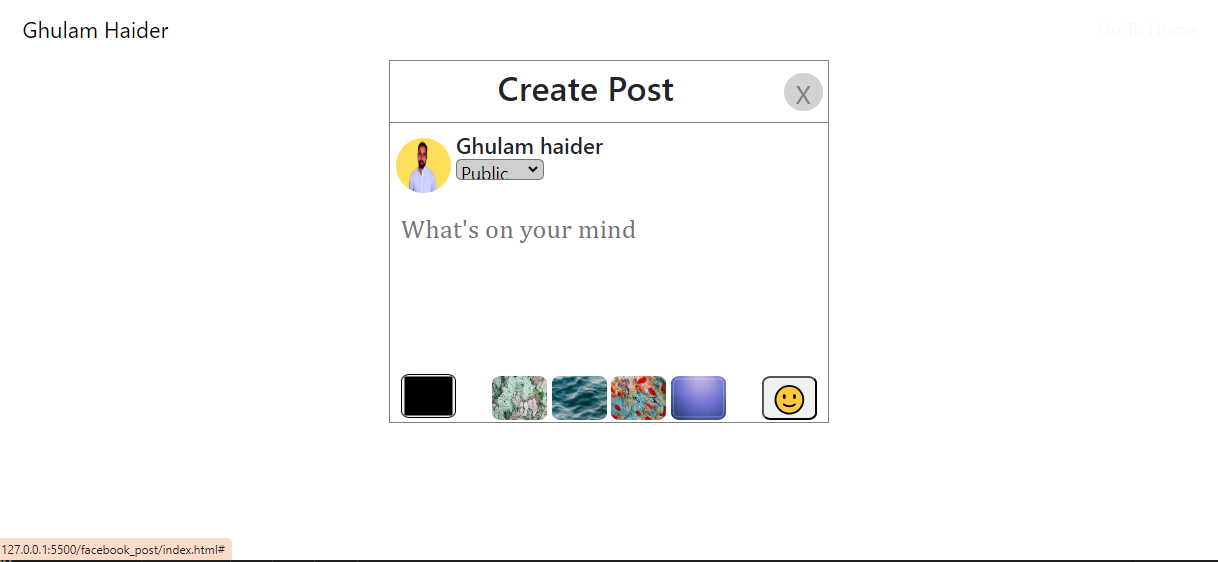 Ghulam Haider
Go To Home
Create Post
X
Ghulam haider
Public
What's on your mind
127.0.0.1:5500/facebook_post/index.html#